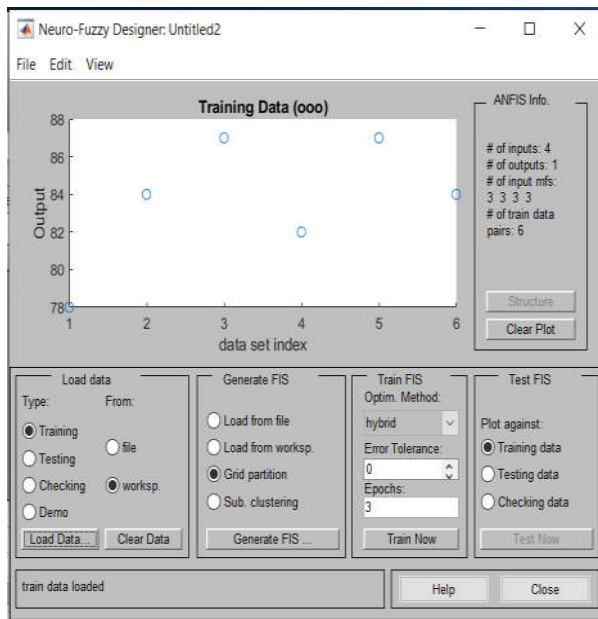 Neuro-Fuzzy Designer: Untitled2
File Edit View
Training Data (ooo)
88
86
84
82
80
78
Output
1 2 3 4 5 6
data set index
ANFIS Info.
# of inputs: 4
# of outputs: 1
# of input mfs:
3 3 3 3
# of train data
pairs: 6
Structure
Clear Plot
Load data
Type: From:
Training
Testing
Checking
Demo
file
worksp.
Load Data... Clear Data
Generate FIS
Load from file
Load from worksp.
Grid partition
Sub. clustering
Generate FIS ...
Train FIS
Optim. Method:
hybrid
Error Tolerance:
0
Epochs:
3
Train Now
Test FIS
Plot against:
Training data
Testing data
Checking data
Test Now
train data loaded
Help Close